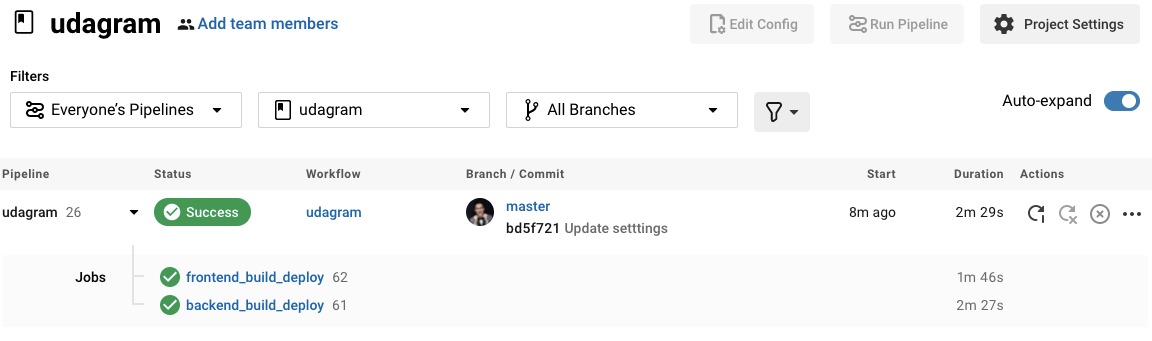 udagram Add team members Edit Config Run Pipeline Project Settings
Filters
Everyone's Pipelines udagram All Branches Auto-expand
Pipeline Status Workflow Branch / Commit Start Duration Actions
udagram 26 Success udagram master 8m ago 2m 29s
bd5f721 Update setttings
Jobs frontend_build_deploy 62 1m 46s
backend_build_deploy 61 2m 27s